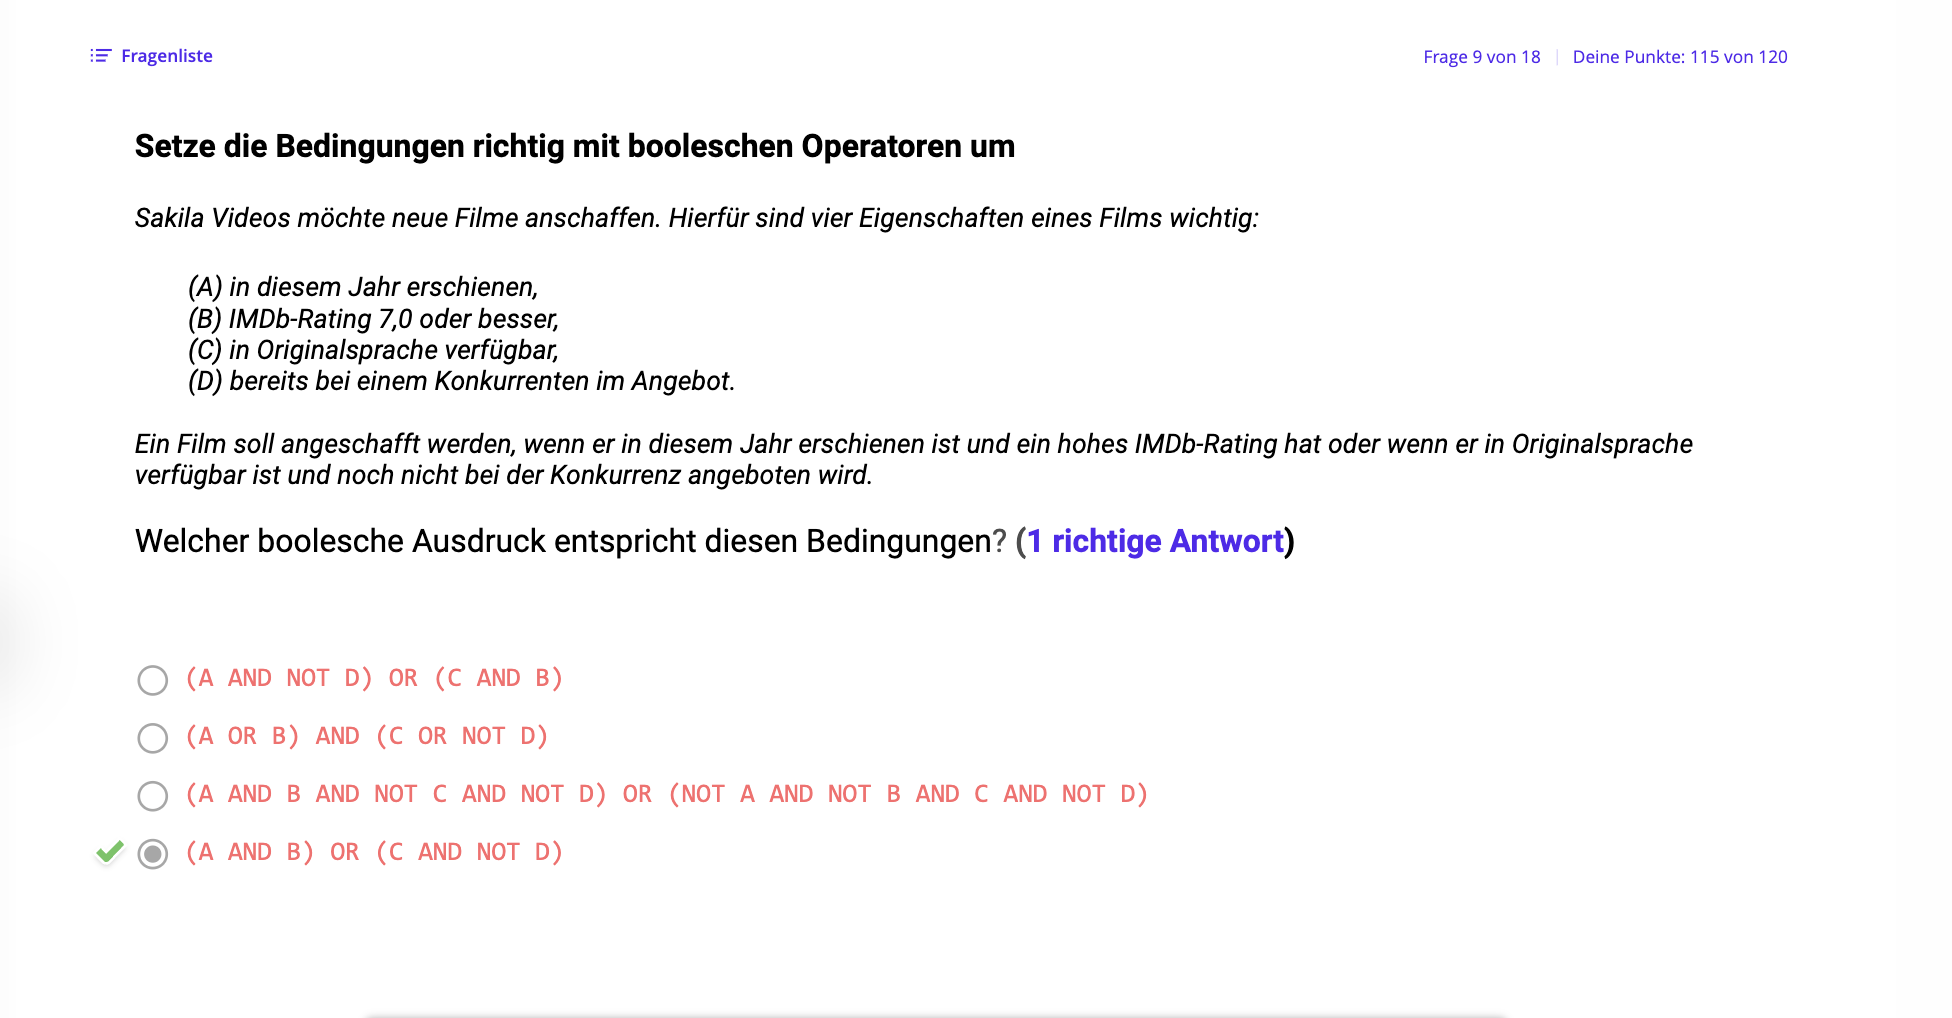 Fragenliste
Frage 9 von 18 | Deine Punkte: 115 von 120
Setze die Bedingungen richtig mit booleschen Operatoren um
Sakila Videos möchte neue Filme anschaffen. Hierfür sind vier Eigenschaften eines Films wichtig:
(A) in diesem Jahr erschienen,
(B) IMDb-Rating 7,0 oder besser,
(C) in Originalsprache verfügbar,
(D) bereits bei einem Konkurrenten im Angebot.
Ein Film soll angeschafft werden, wenn er in diesem Jahr erschienen ist und ein hohes IMDb-Rating hat oder wenn er in Originalsprache
verfügbar ist und noch nicht bei der Konkurrenz angeboten wird.
Welcher boolesche Ausdruck entspricht diesen Bedingungen? (1 richtige Antwort)
(A AND NOT D) OR (C AND B)
(A OR B) AND (C OR NOT D)
(A AND B AND NOT C AND NOT D) OR (NOT A AND NOT B AND C AND NOT D)
(A AND B) OR (C AND NOT D)